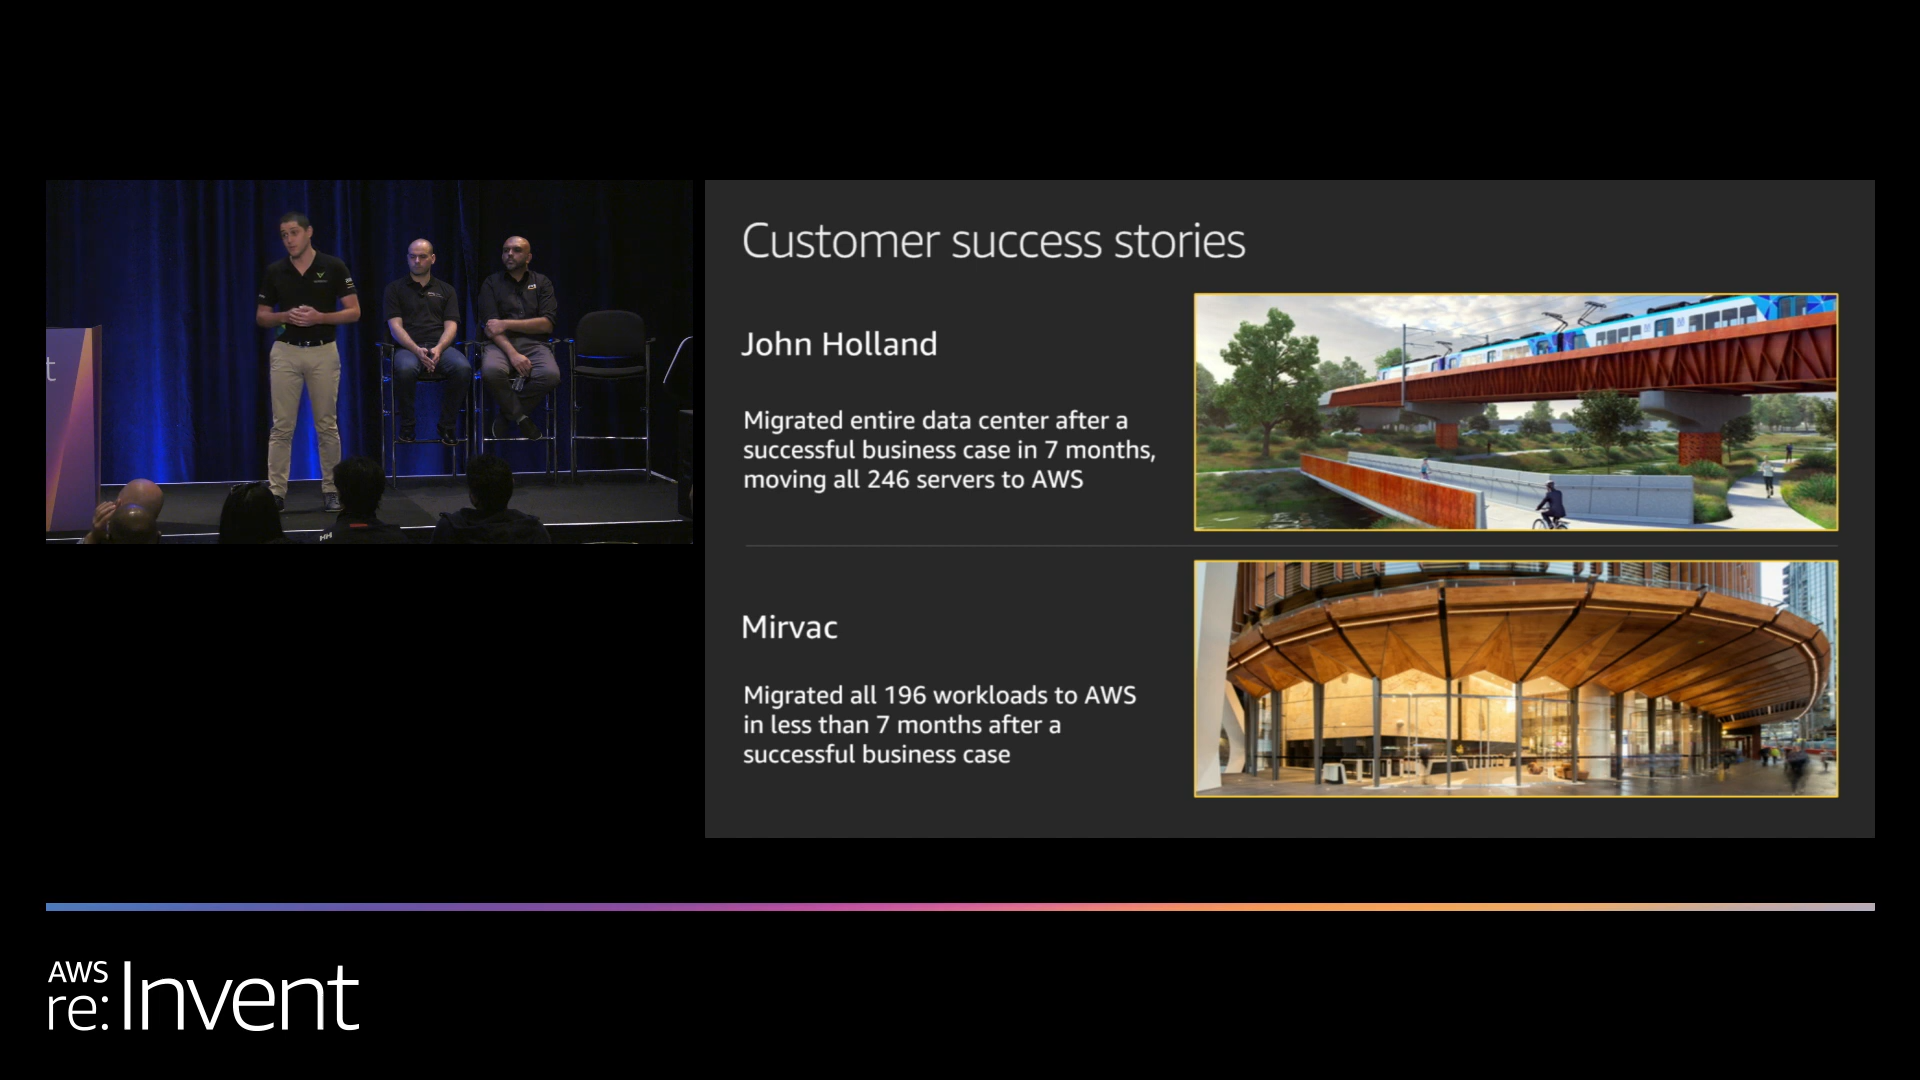 t
Customer success stories
John Holland
Migrated entire data center after a
successful business case in 7 months,
moving all 246 servers to AWS
Mirvac
Migrated all 196 workloads to AWS
in less than 7 months after a
successful business case
AWS
re:Invent